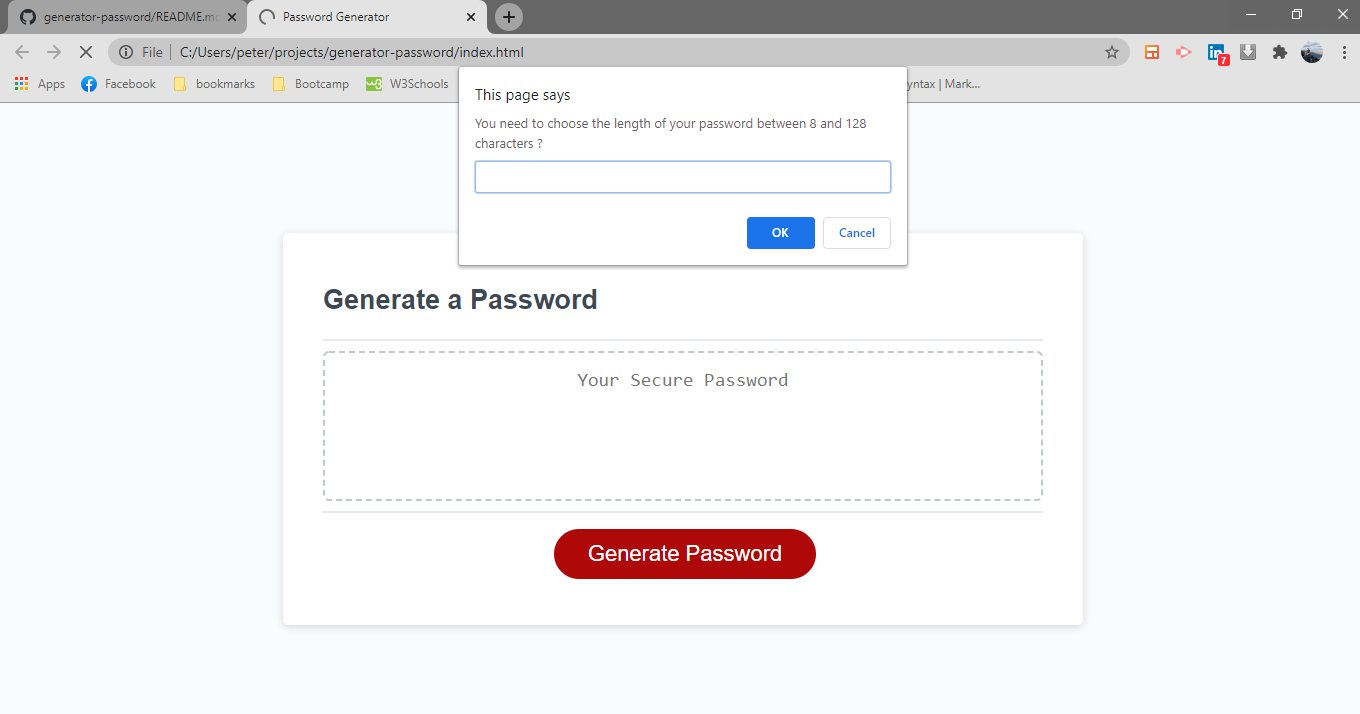 generator-password/README.mc
Password Generator
File | C:/Users/peter/projects/generator-password/index.html
7
Apps Facebook bookmarks Bootcamp W3Schools yntax | Mark...
This page says
You need to choose the length of your password between 8 and 128
characters ?
OK Cancel
Generate a Password
Your Secure Password
Generate Password